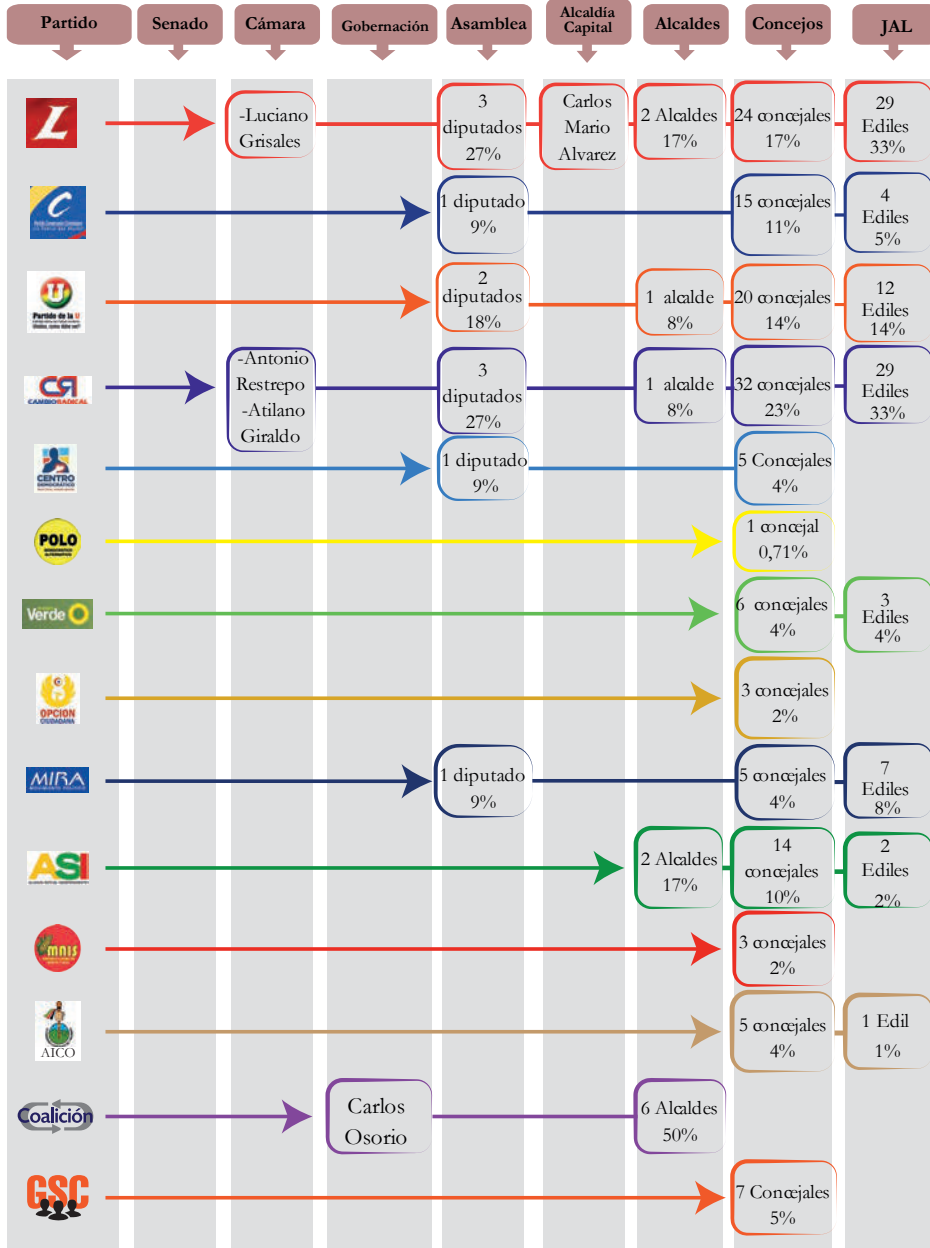 Partido
Senado
Cámara
Gobernación
Asamblea
Alcaldía
Capital
Alcaldes
Concejos
JAL
L
-Luciano
Grisales
3
diputados
27%
Carlos
Mario
Alvarez
2 Alcaldes
17%
24 concejales
17%
29
Ediles
33%
C
1 diputado
9%
15 concejales
11%
4
Ediles
5%
U
Partido de la U
2
diputados
18%
1 alcalde
8%
20 concejales
14%
12
Ediles
14%
CR
CAMBIO RADICAL
-Antonio
Restrepo
-Atilano
Giraldo
3
diputados
27%
1 alcalde
8%
32 concejales
23%
29
Ediles
33%
CENTRO
DEMOCRÁTICO
1 diputado
9%
5 Concejales
4%
POLO
DEMOCRATICO
ALTERNATIVO
1 concejal
0,71%
Verde
6 concejales
4%
3
Ediles
4%
OPCION
CIUDADANA
3 concejales
2%
MIRA
MOVIMIENTO POLITICO
1 diputado
9%
5 concejales
4%
7
Ediles
8%
ASI
2 Alcaldes
17%
14
concejales
10%
2
Ediles
2%
mnis
3 concejales
2%
AICO
5 concejales
4%
1 Edil
1%
Coalición
Carlos
Osorio
6 Alcaldes
50%
GSC
7 Concejales
5%